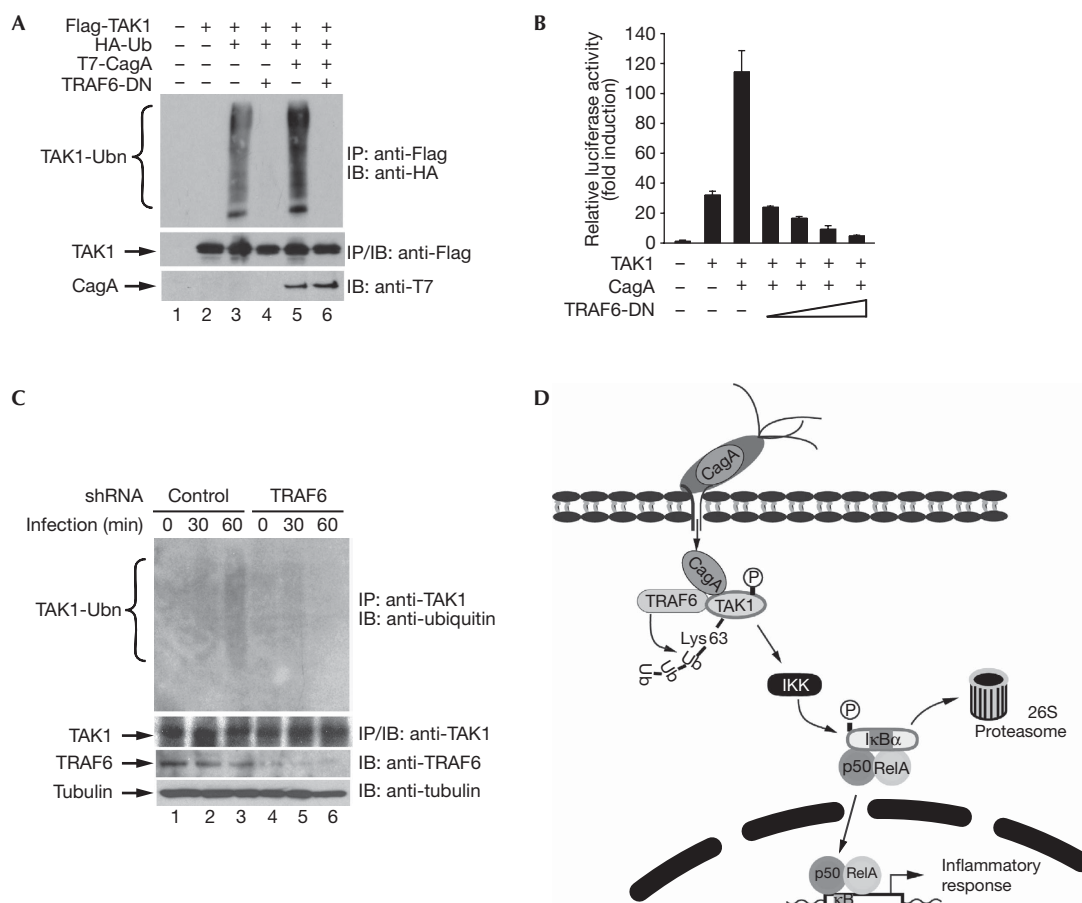 A
Flag-TAK1 – + + + + +
HA-Ub – – + + + +
T7-CagA – – – – + +
TRAF6-DN – – – + – +
TAK1-Ubn
IP: anti-Flag
IB: anti-HA
TAK1
IP/IB: anti-Flag
CagA
IB: anti-T7
1 2 3 4 5 6
B
Relative luciferase activity
(fold induction)
140
120
100
80
60
40
20
0
TAK1 – + + + + + +
CagA – – + + + + +
TRAF6-DN – – –
C
shRNA Control TRAF6
Infection (min) 0 30 60 0 30 60
TAK1-Ubn
IP: anti-TAK1
IB: anti-ubiquitin
TAK1
IP/IB: anti-TAK1
TRAF6
IB: anti-TRAF6
Tubulin
IB: anti-tubulin
1 2 3 4 5 6
D
CagA
CagA
P
TRAF6
TAK1
Lys63
Ub
Ub
Ub
IKK
P
IκBα
p50
RelA
26S
Proteasome
p50
RelA
κB
Inflammatory
response